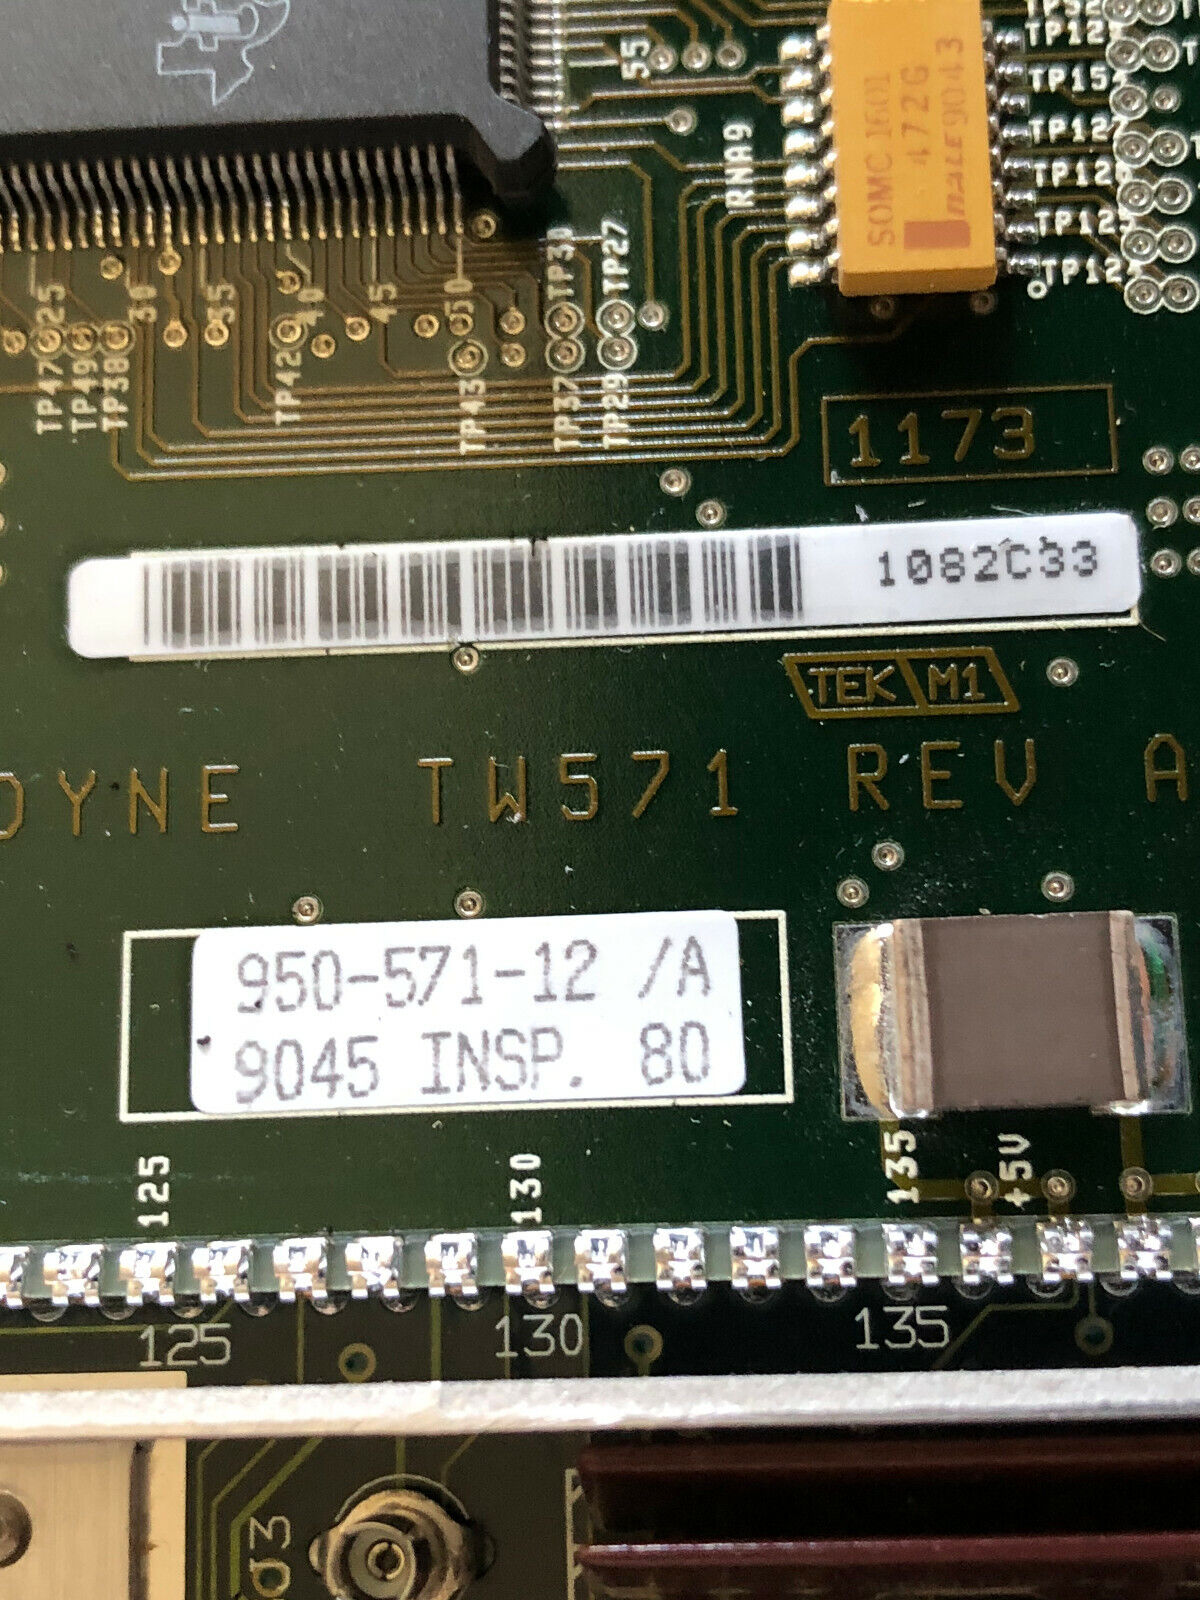 55
RNA9
SOMC 1601
472G
DALE9043
TP12
TP15
TP12
TP12
TP12
TP12
TP27
25
30
35
40
45
50
TP47
TP49
TP38
TP42
TP43
TP37
TP29
1173
1082C33
TEK M1
DYNE TW571 REV A
950-571-12 /A
9045 INSP. 80
125
130
135
+5V
125
130
135